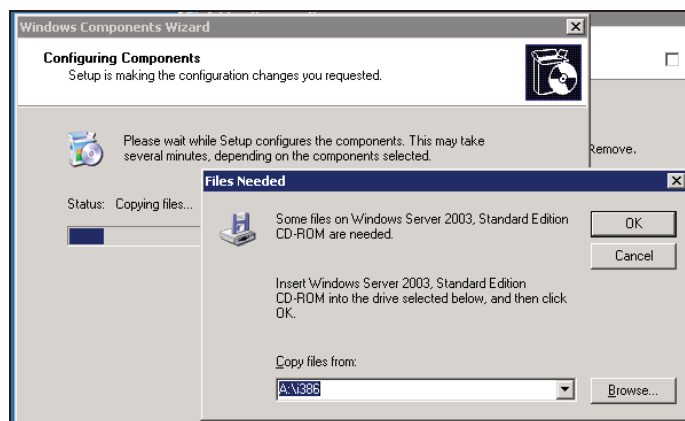 Windows Components Wizard
Configuring Components
Setup is making the configuration changes you requested.
Please wait while Setup configures the components. This may take
several minutes, depending on the components selected.
Remove.
Status: Copying files...
Files Needed
Some files on Windows Server 2003, Standard Edition
CD-ROM are needed.
OK
Cancel
Insert Windows Server 2003, Standard Edition
CD-ROM into the drive selected below, and then click
OK.
Copy files from:
A:\i386
Browse...